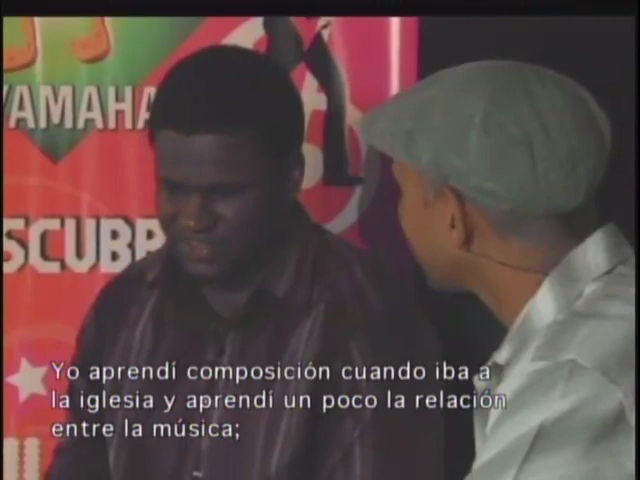 YAMAHA
SCUBR
Yo aprendí composición cuando iba a
la iglesia y aprendí un poco la relación
entre la música;